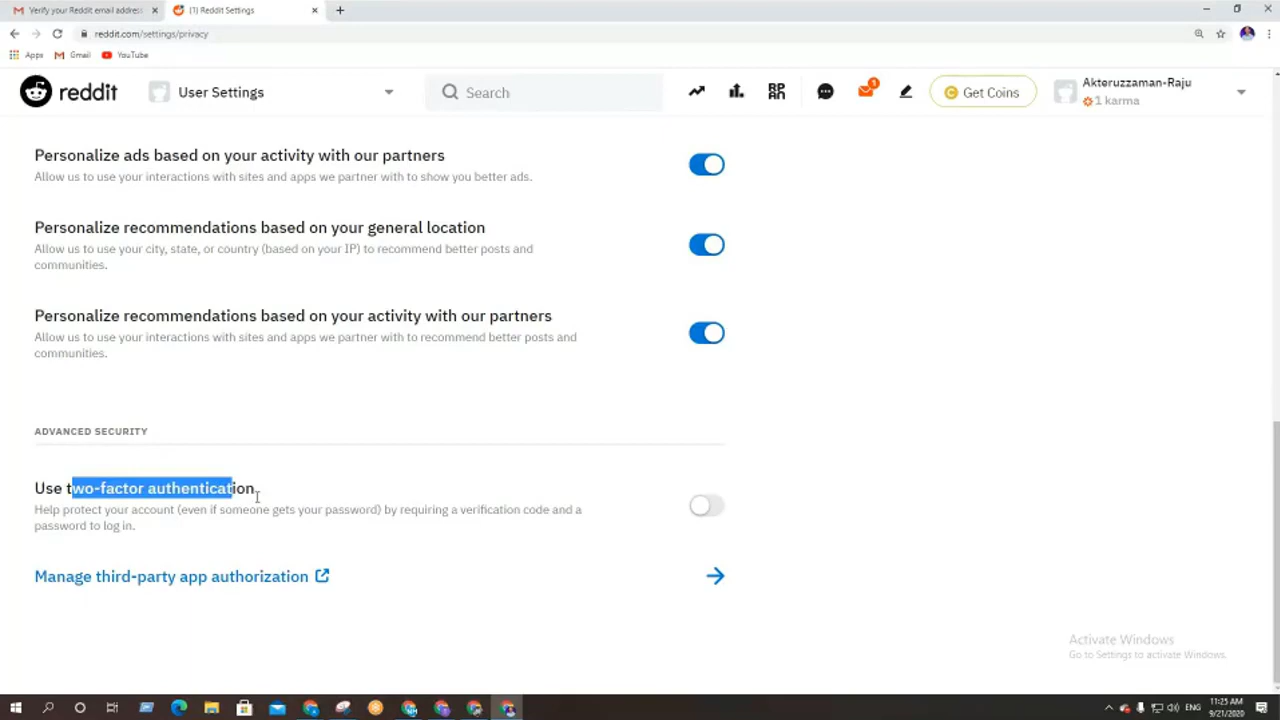 Verify your Reddit email address
(1) Reddit Settings
reddit.com/settings/privacy
Apps
Gmail
YouTube
reddit
User Settings
Search
1
Get Coins
Akteruzzaman-Raju
1 karma
Personalize ads based on your activity with our partners
Allow us to use your interactions with sites and apps we partner with to show you better ads.
Personalize recommendations based on your general location
Allow us to use your city, state, or country (based on your IP) to recommend better posts and
communities.
Personalize recommendations based on your activity with our partners
Allow us to use your interactions with sites and apps we partner with to recommend better posts and
communities.
ADVANCED SECURITY
Use two-factor authentication
Help protect your account (even if someone gets your password) by requiring a verification code and a
password to log in.
Manage third-party app authorization
Activate Windows
Go to Settings to activate Windows.
ENG
11:25 AM
9/21/2020